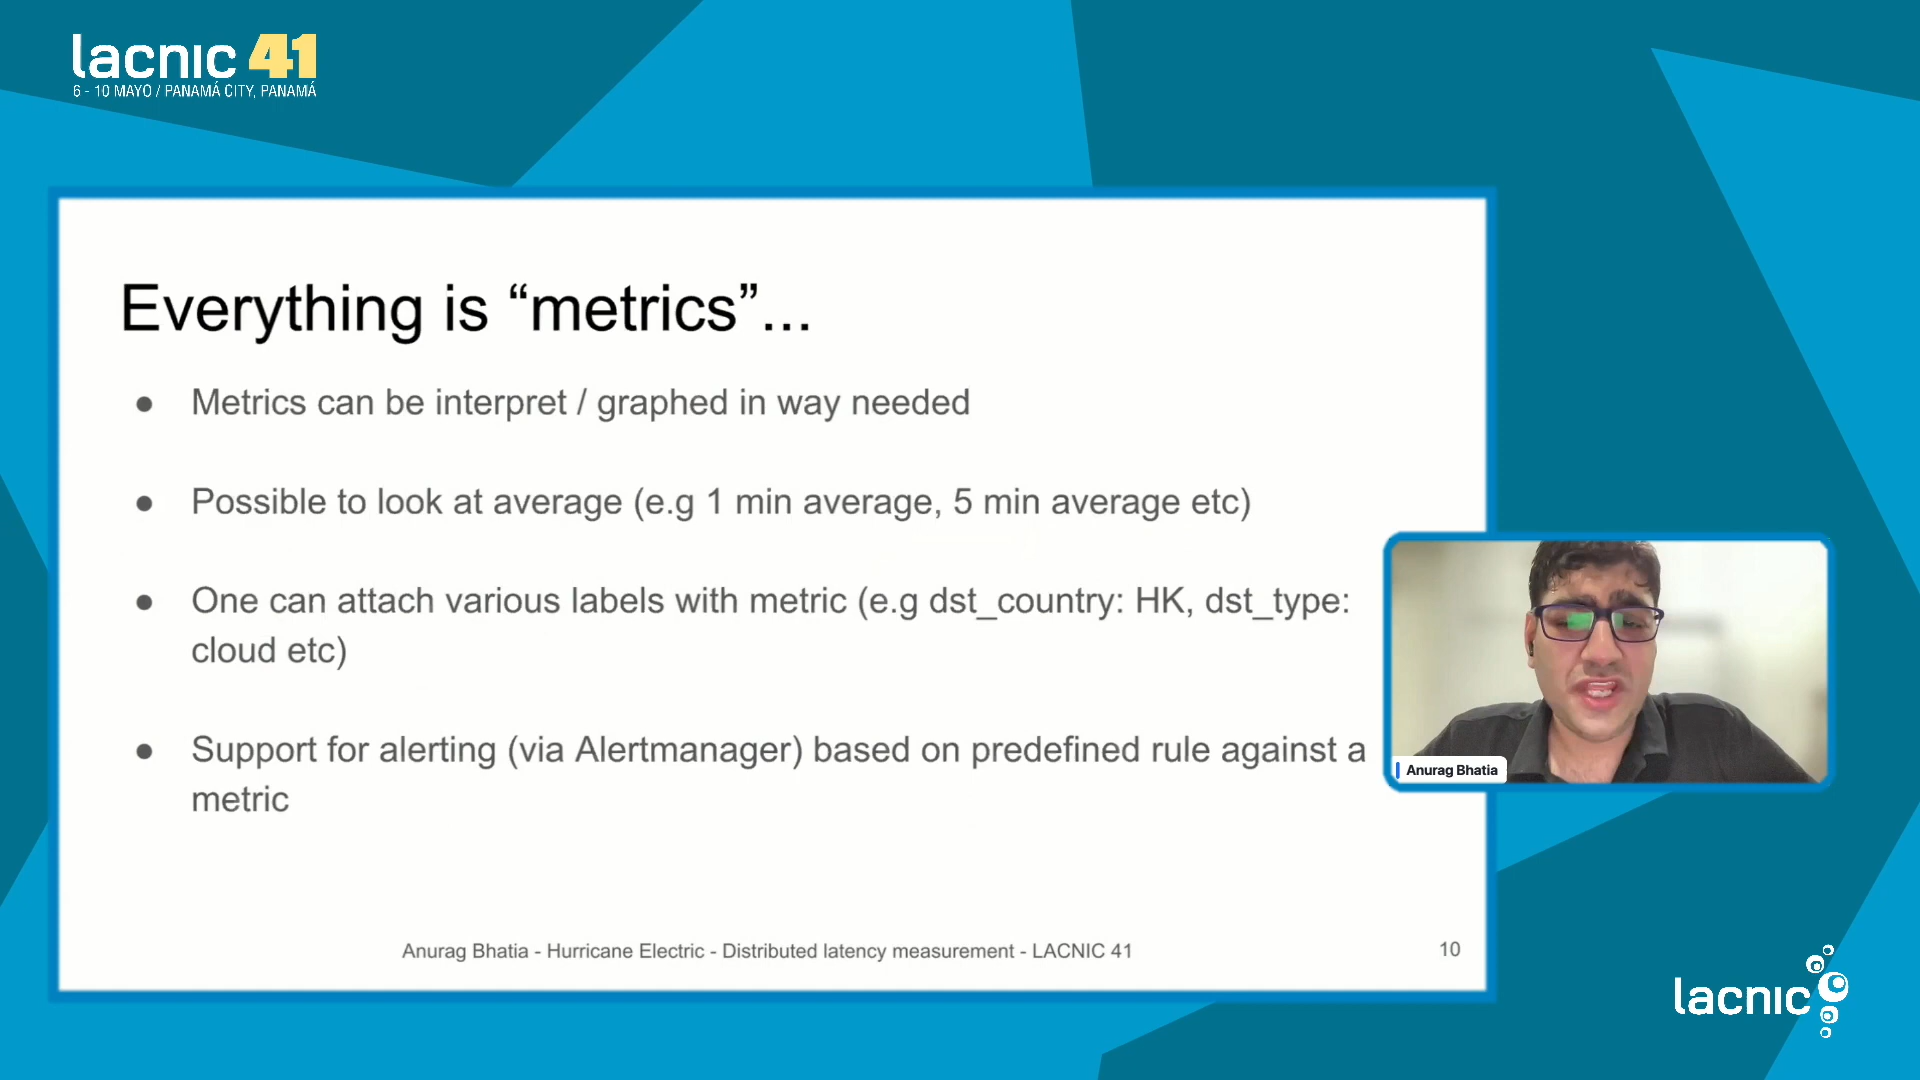 lacnic 41
6 - 10 MAYO / PANAMÁ CITY, PANAMÁ
Everything is “metrics”...
● Metrics can be interpret / graphed in way needed
● Possible to look at average (e.g 1 min average, 5 min average etc)
● One can attach various labels with metric (e.g dst_country: HK, dst_type:
cloud etc)
● Support for alerting (via Alertmanager) based on predefined rule against a
metric
Anurag Bhatia
Anurag Bhatia - Hurricane Electric - Distributed latency measurement - LACNIC 41
10
lacnic